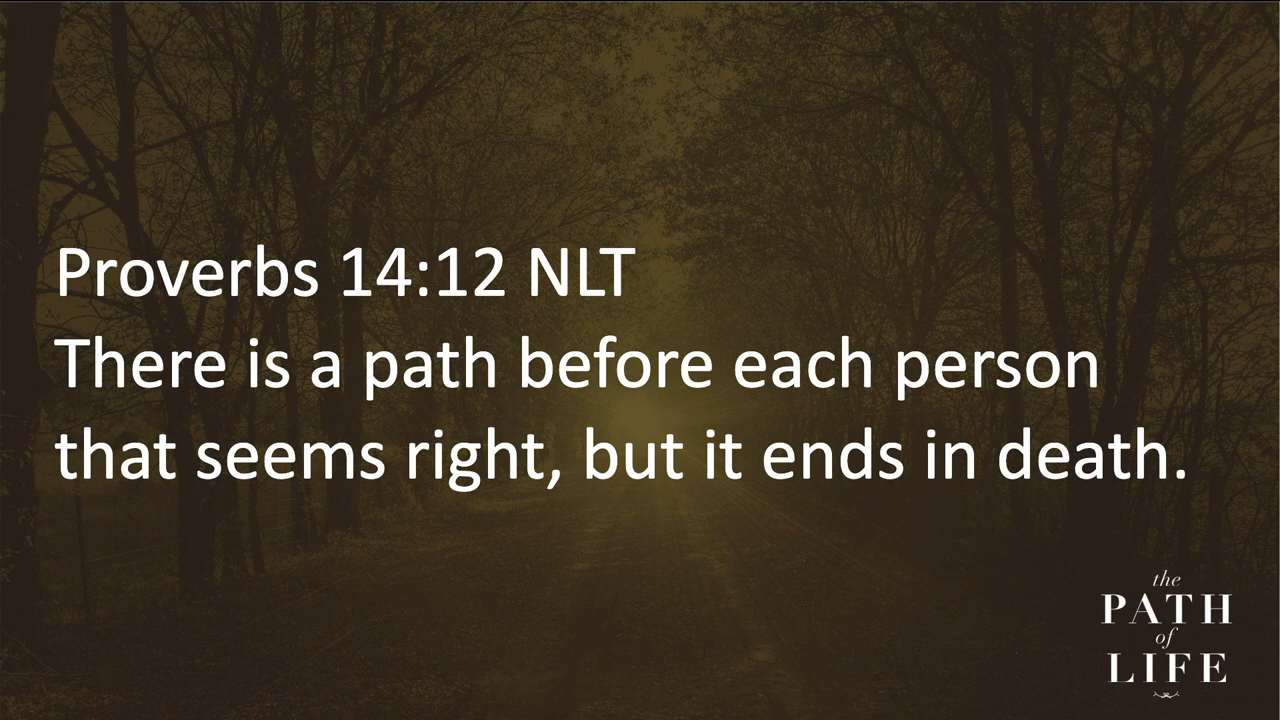 Proverbs 14:12 NLT
There is a path before each person
that seems right, but it ends in death.
the
PATH
of
LIFE